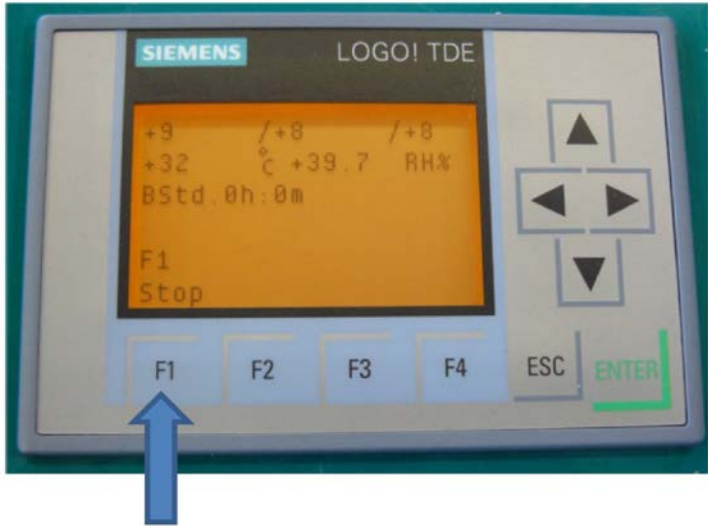 SIEMENS LOGO! TDE
+9 /+8 /+8
+32 °C +39.7 RH%
BStd.0h:0m
F1
Stop
F1 F2 F3 F4 ESC ENTER